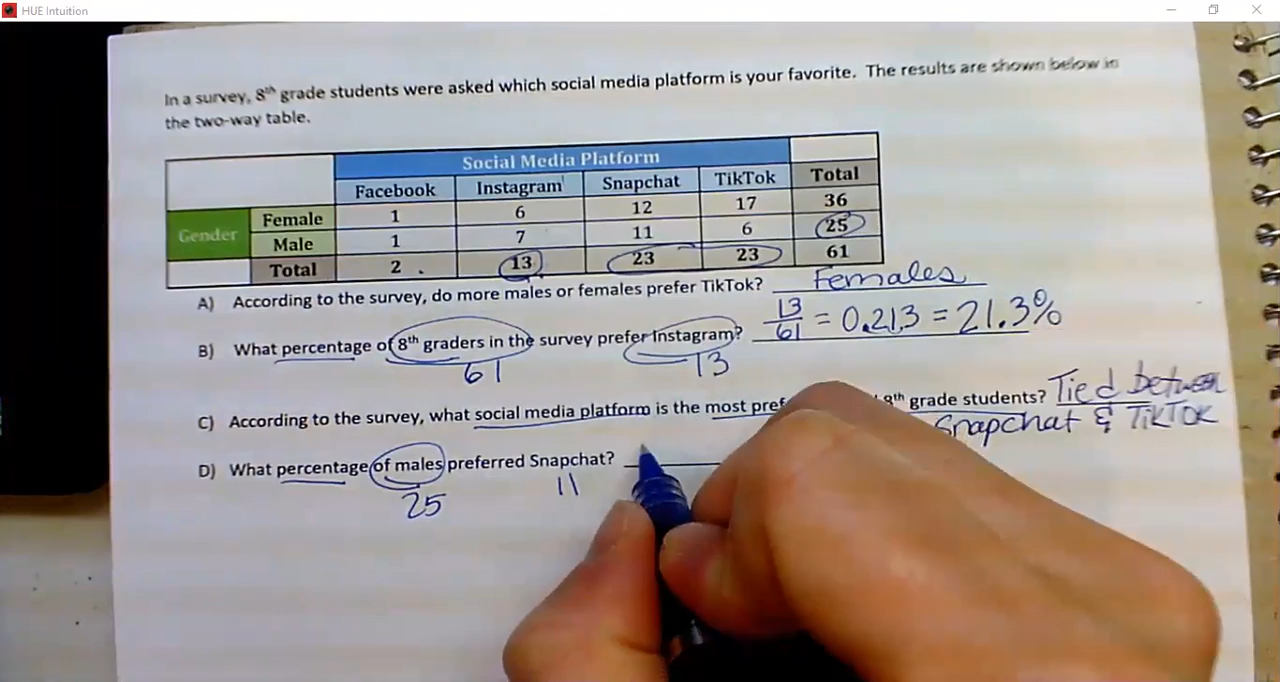 HUE Intuition
In a survey, 8th grade students were asked which social media platform is your favorite. The results are shown below in
the two-way table.
Social Media Platform
Facebook Instagram Snapchat TikTok Total
Gender Female 1 6 12 17 36
Male 1 7 11 6 25
Total 2 13 23 23 61
A) According to the survey, do more males or females prefer TikTok? Females
B) What percentage of 8th graders in the survey prefer Instagram? 13/61 = 0.213 = 21.3%
61 13
C) According to the survey, what social media platform is the most grade students? Tied between
Snapchat & TikTok
D) What percentage of males preferred Snapchat?
25 11